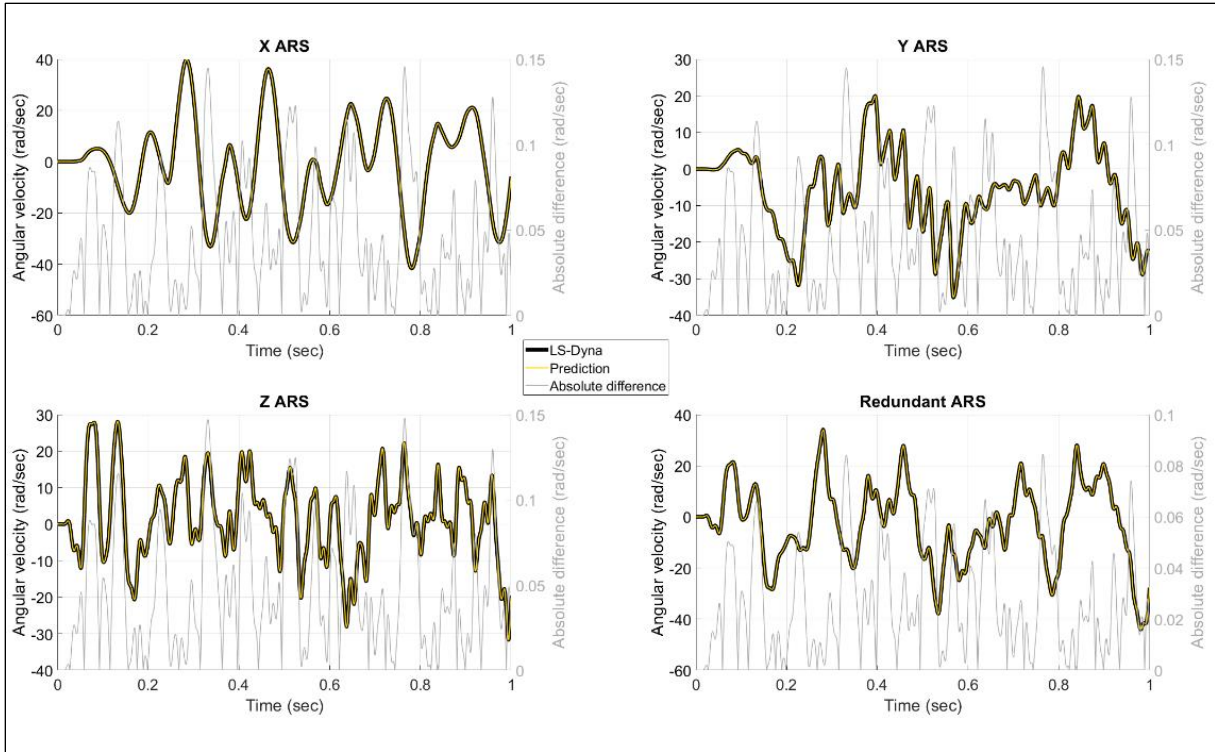 X ARS
40
20
0
-20
-40
-60
Angular velocity (rad/sec)
0.15
0.1
0.05
0
Absolute difference (rad/sec)
0 0.2 0.4 0.6 0.8 1
Time (sec)
Y ARS
30
20
10
0
-10
-20
-30
-40
Angular velocity (rad/sec)
0.15
0.1
0.05
0
Absolute difference (rad/sec)
0 0.2 0.4 0.6 0.8 1
Time (sec)
LS-Dyna
Prediction
Absolute difference
Z ARS
30
20
10
0
-10
-20
-30
-40
Angular velocity (rad/sec)
0.15
0.1
0.05
0
Absolute difference (rad/sec)
0 0.2 0.4 0.6 0.8 1
Time (sec)
Redundant ARS
40
20
0
-20
-40
-60
Angular velocity (rad/sec)
0.1
0.08
0.06
0.04
0.02
0
Absolute difference (rad/sec)
0 0.2 0.4 0.6 0.8 1
Time (sec)